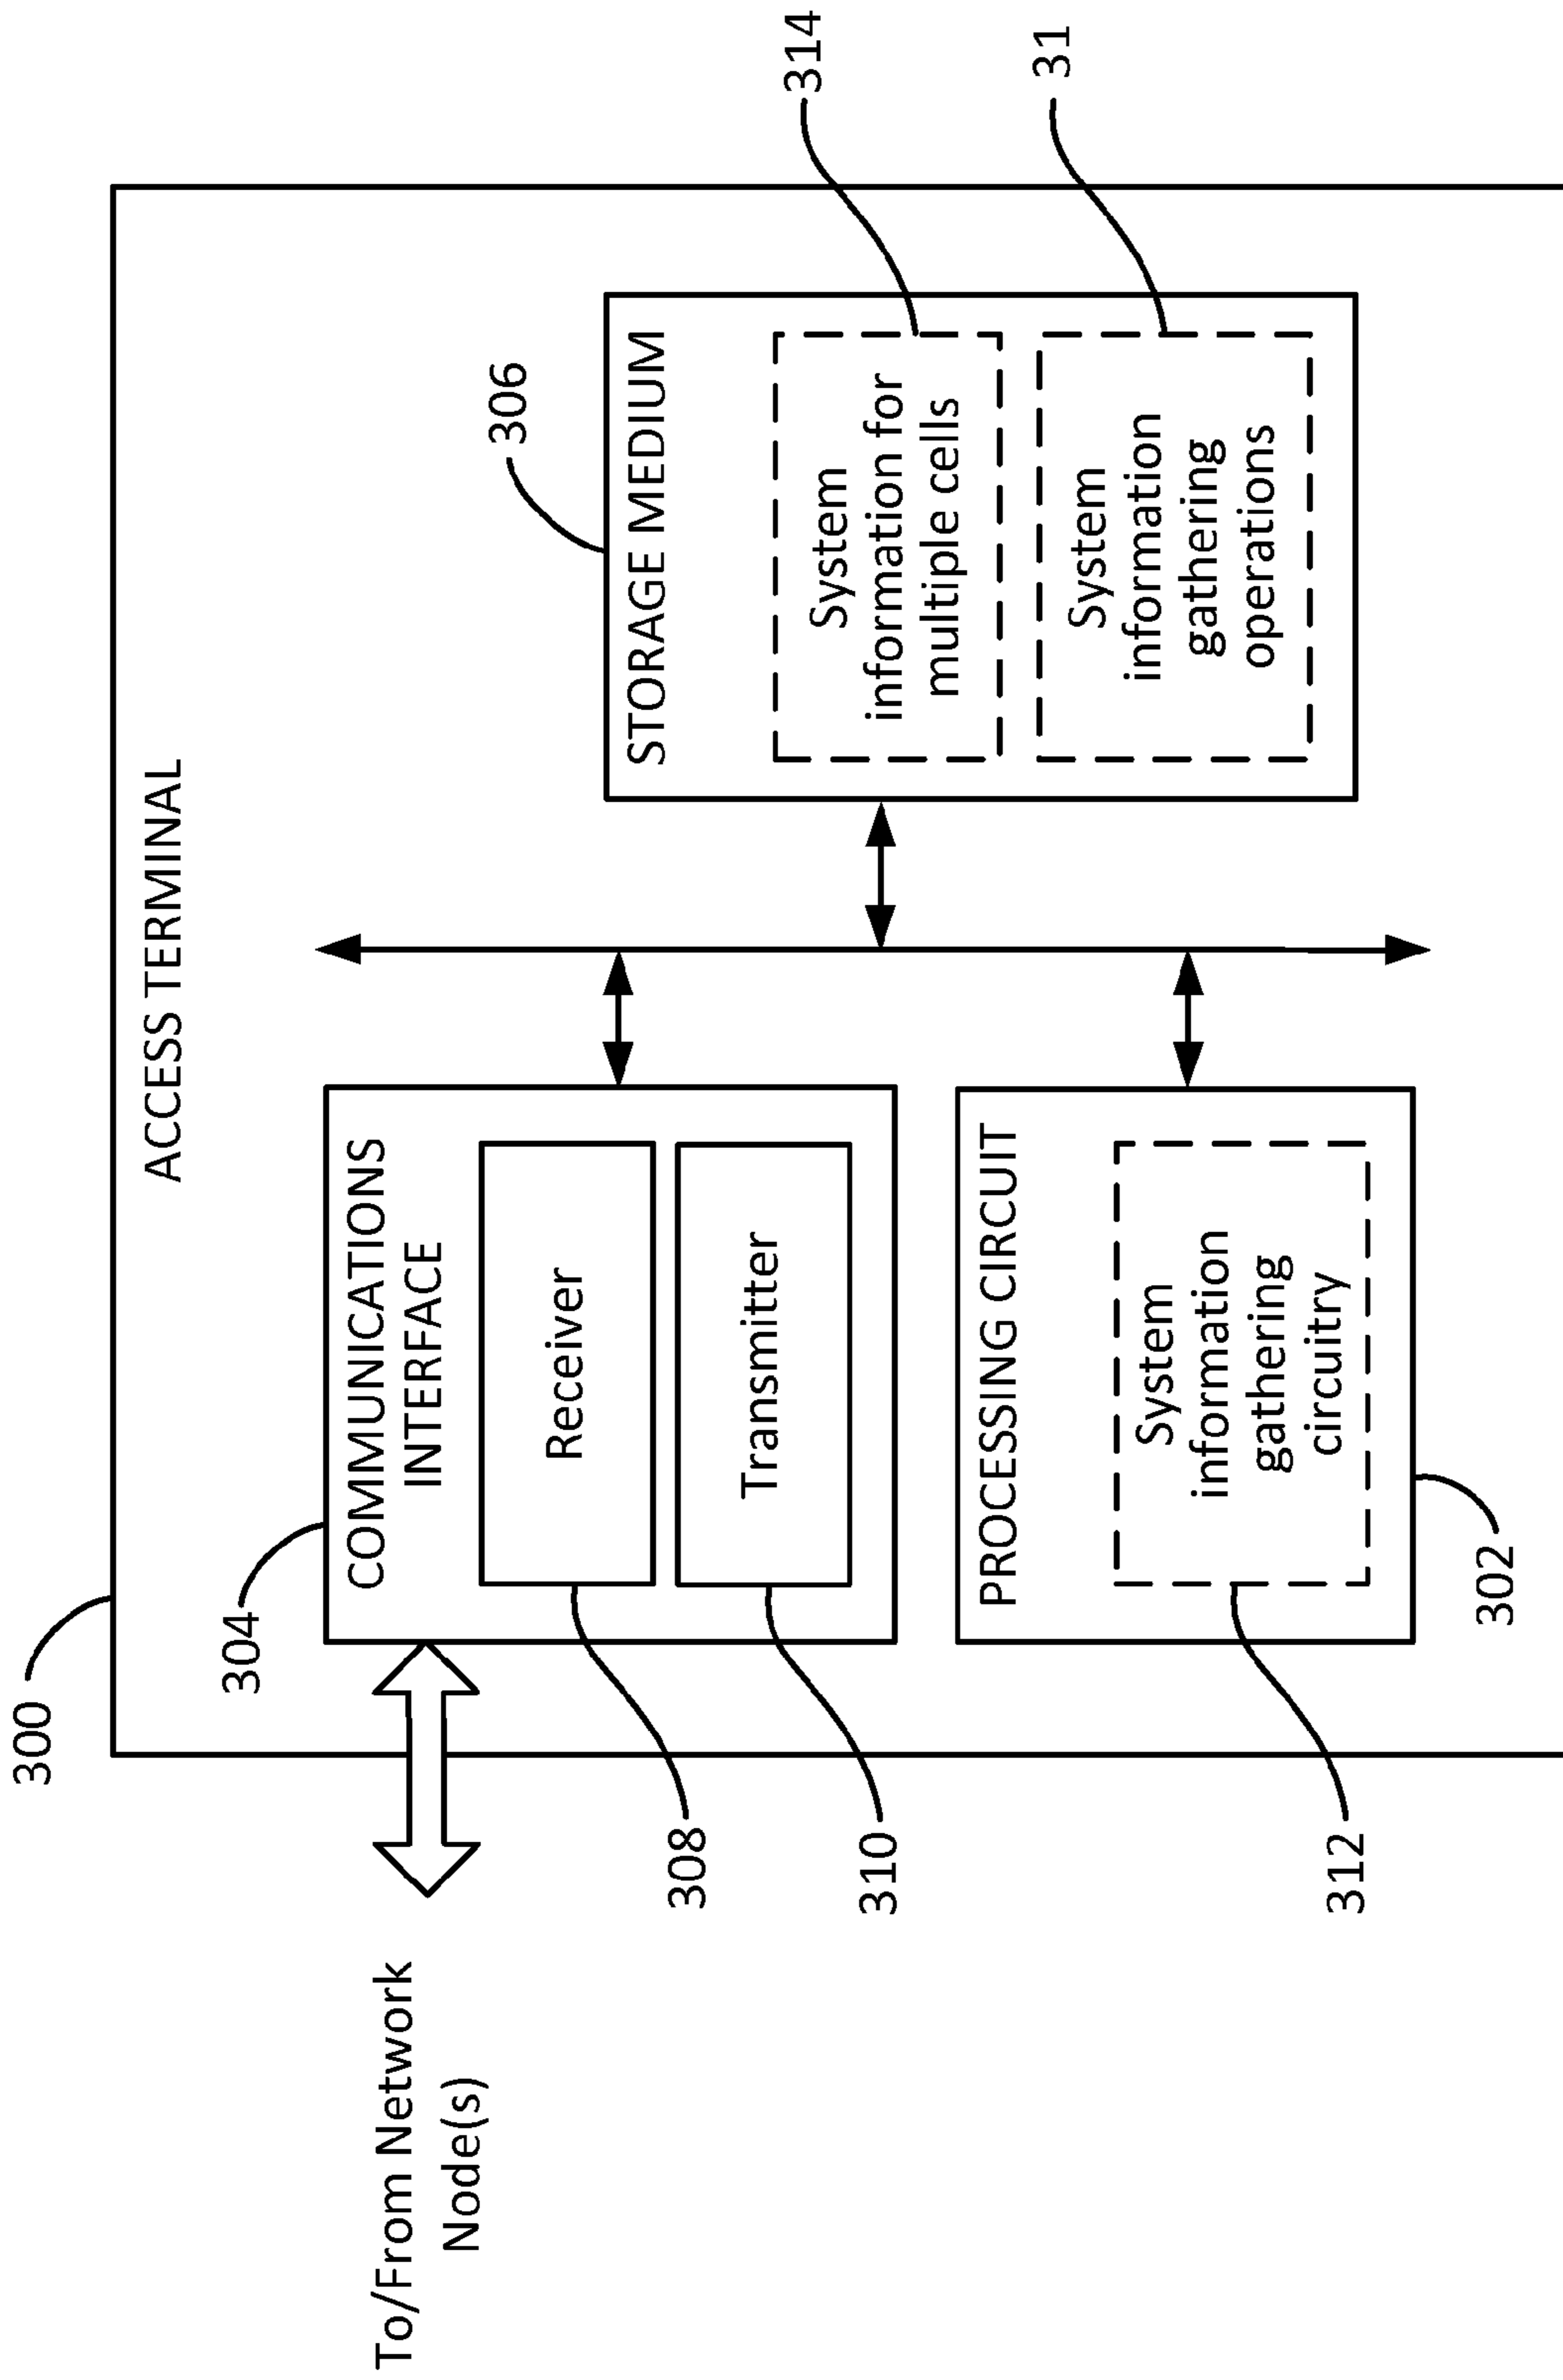 300
ACCESS TERMINAL
304
COMMUNICATIONS
INTERFACE
Receiver
Transmitter
To/From Network
Node(s)
308
310
PROCESSING CIRCUIT
System
information
gathering
circuitry
312
302
306
STORAGE MEDIUM
System
information for
multiple cells
314
System
information
gathering
operations
31